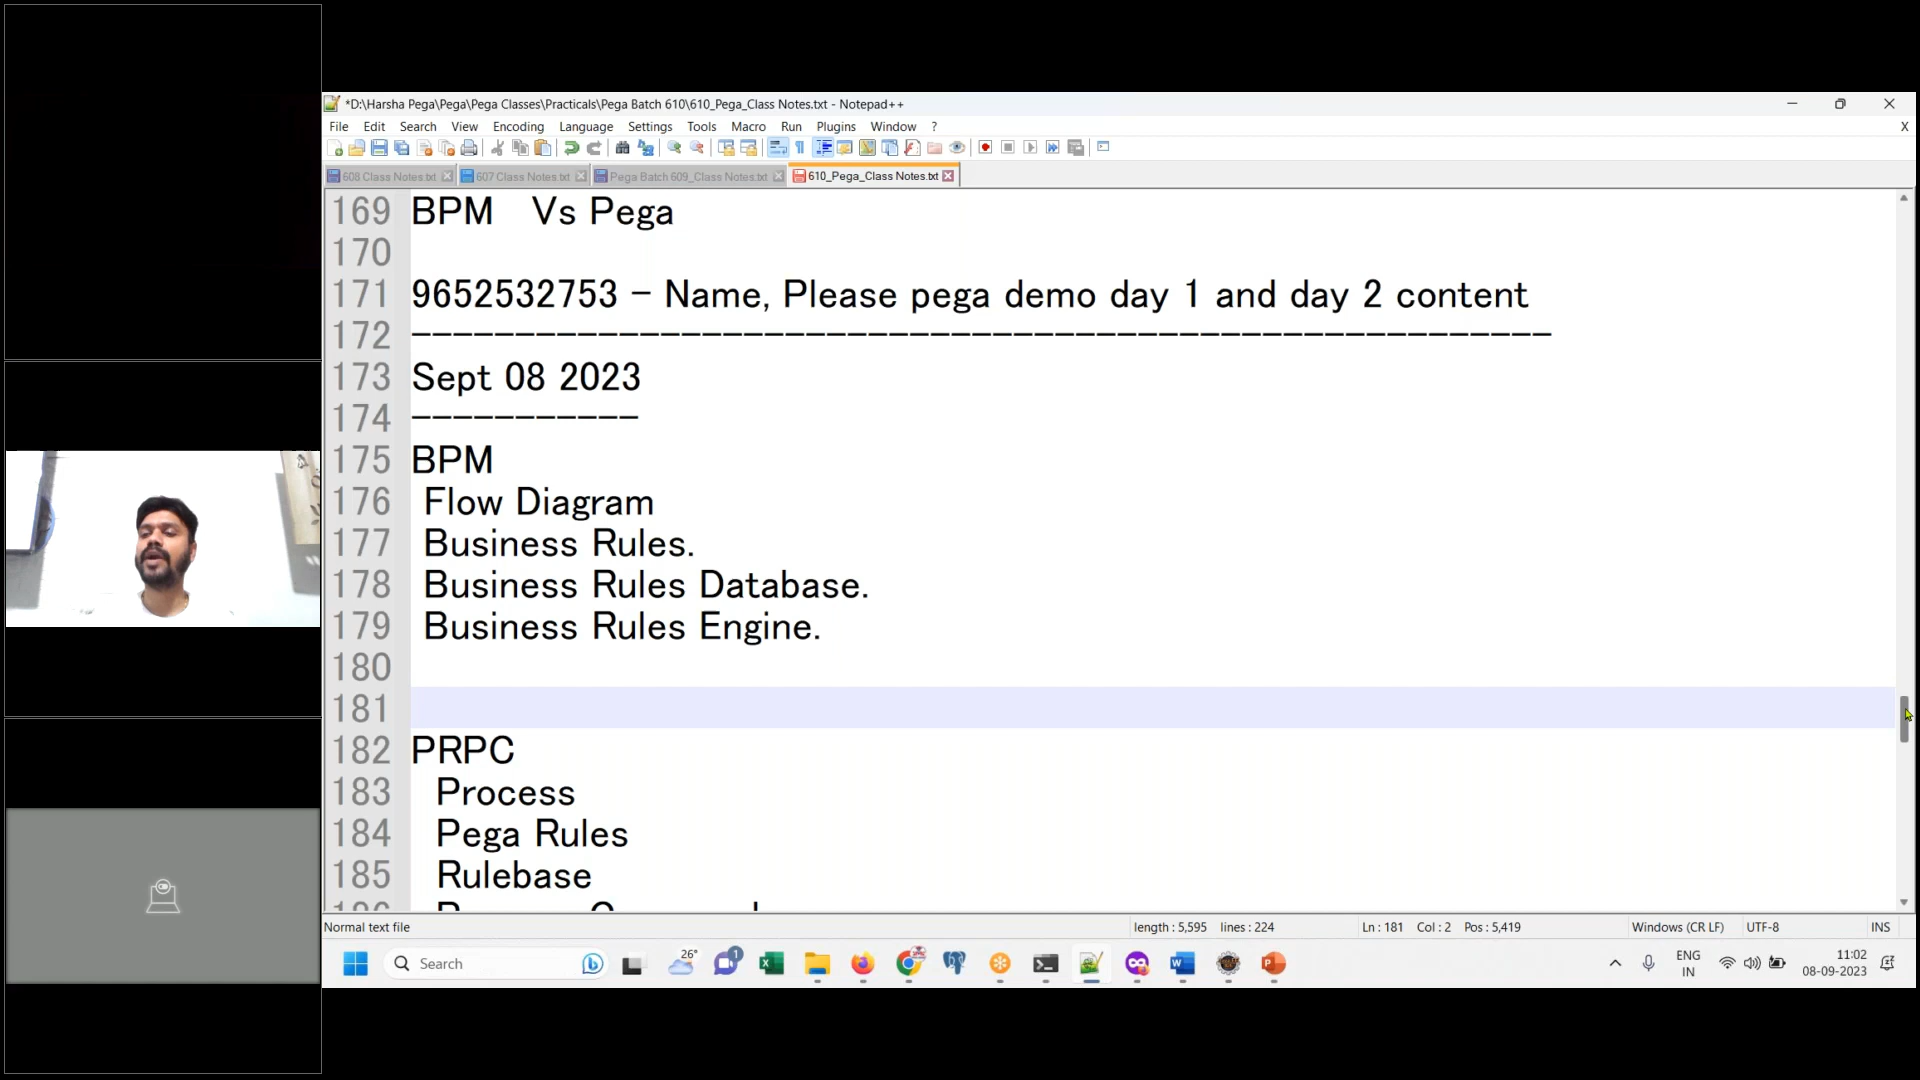 *D:\Harsha Pega\Pega\Pega Classes\Practicals\Pega Batch 610\610_Pega_Class Notes.txt - Notepad++
File Edit Search View Encoding Language Settings Tools Macro Run Plugins Window ? X
608 Class Notes.txt 607 Class Notes.txt Pega Batch 609_Class Notes.txt 610_Pega_Class Notes.txt
169 BPM Vs Pega
170
171 9652532753 - Name, Please pega demo day 1 and day 2 content
172 -------------------------------------------------------
173 Sept 08 2023
174 -----------
175 BPM
176 Flow Diagram
177 Business Rules.
178 Business Rules Database.
179 Business Rules Engine.
180
181
182 PRPC
183 Process
184 Pega Rules
185 Rulebase
Normal text file length : 5,595 lines : 224 Ln : 181 Col : 2 Pos : 5,419 Windows (CR LF) UTF-8 INS
Search 26° 1 ENG 11:02
IN 08-09-2023